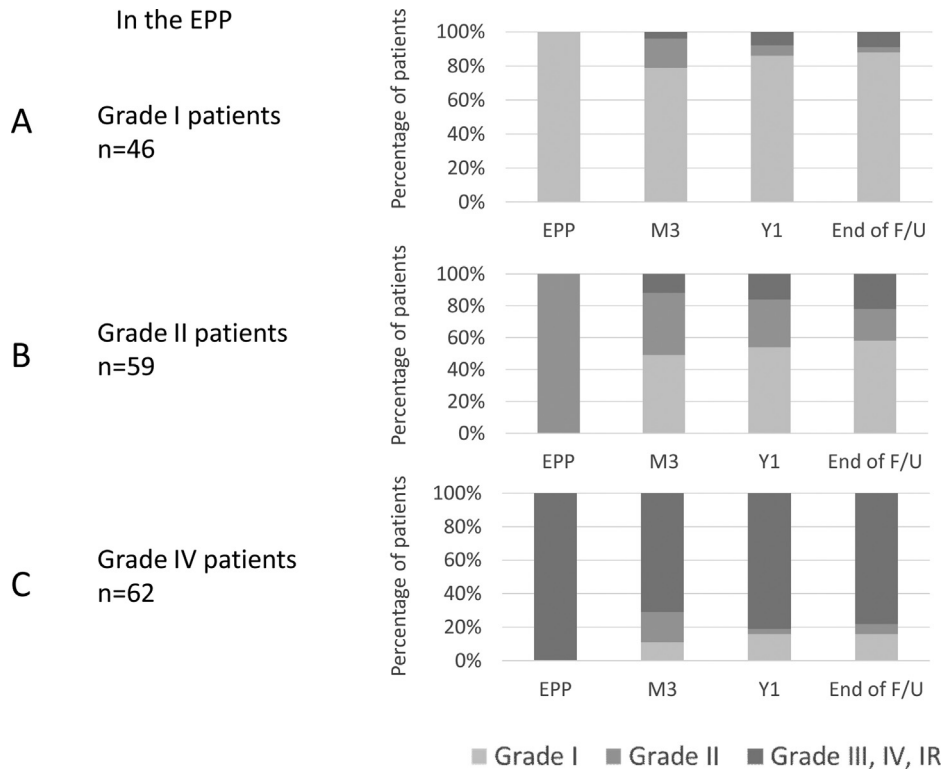 In the EPP
A
Grade I patients
n=46
Percentage of patients
100%
80%
60%
40%
20%
0%
EPP M3 Y1 End of F/U
B
Grade II patients
n=59
Percentage of patients
100%
80%
60%
40%
20%
0%
EPP M3 Y1 End of F/U
C
Grade IV patients
n=62
Percentage of patients
100%
80%
60%
40%
20%
0%
EPP M3 Y1 End of F/U
Grade I Grade II Grade III, IV, IR